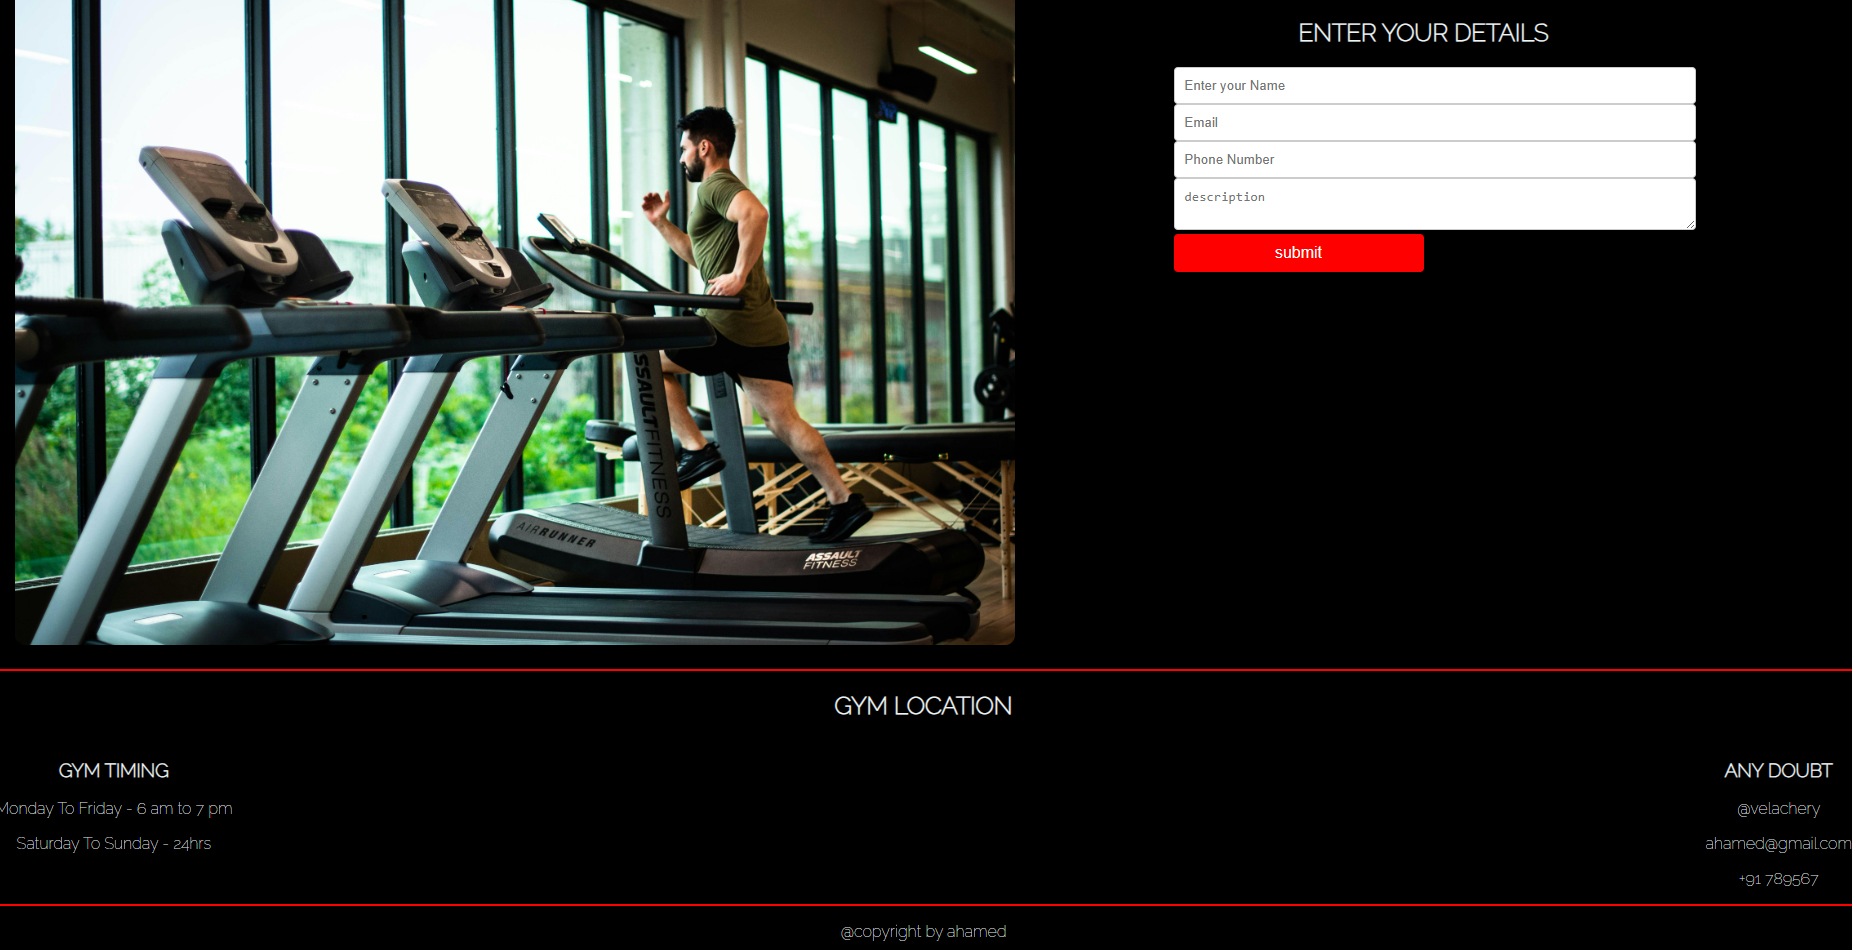 ENTER YOUR DETAILS
Enter your Name
Email
Phone Number
description
submit
SSAULTFITNESS
AIRRUNNER
ASSAULT
FITNESS
GYM LOCATION
GYM TIMING
Monday To Friday - 6 am to 7 pm
Saturday To Sunday - 24hrs
ANY DOUBT
@velachery
ahamed@gmail.com
+91 789567
@copyright by ahamed